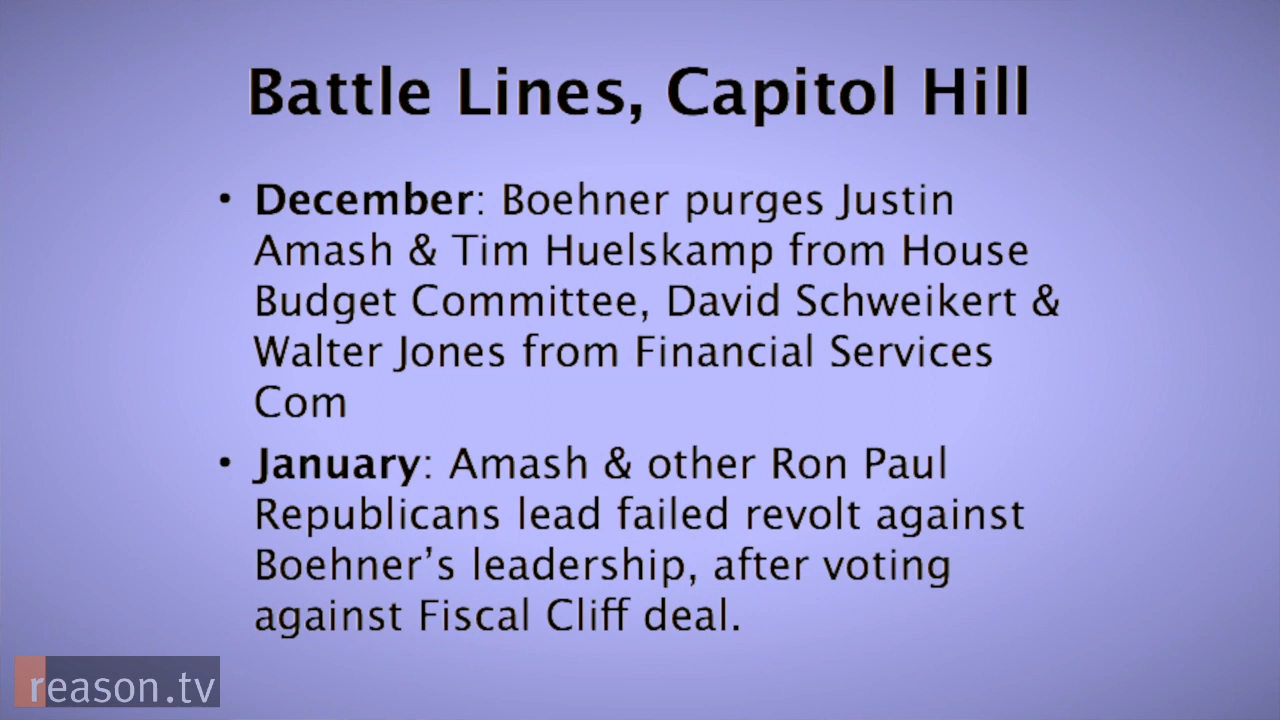 Battle Lines, Capitol Hill
• December: Boehner purges Justin
Amash & Tim Huelskamp from House
Budget Committee, David Schweikert &
Walter Jones from Financial Services
Com
• January: Amash & other Ron Paul
Republicans lead failed revolt against
Boehner’s leadership, after voting
against Fiscal Cliff deal.
reason.tv